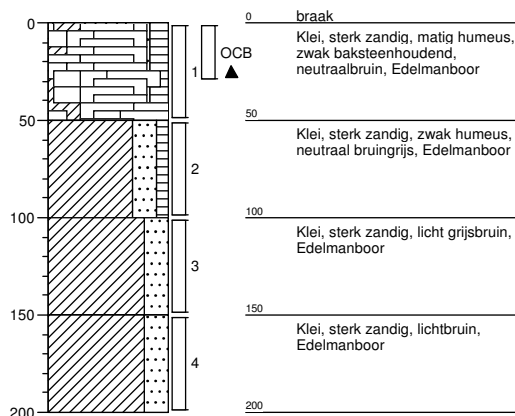 0
50
100
150
200
1
2
3
4
OCB
0
braak
Klei, sterk zandig, matig humeus,
zwak baksteenhoudend,
neutraalbruin, Edelmanboor
50
Klei, sterk zandig, zwak humeus,
neutraal bruingrijs, Edelmanboor
100
Klei, sterk zandig, licht grijsbruin,
Edelmanboor
150
Klei, sterk zandig, lichtbruin,
Edelmanboor
200